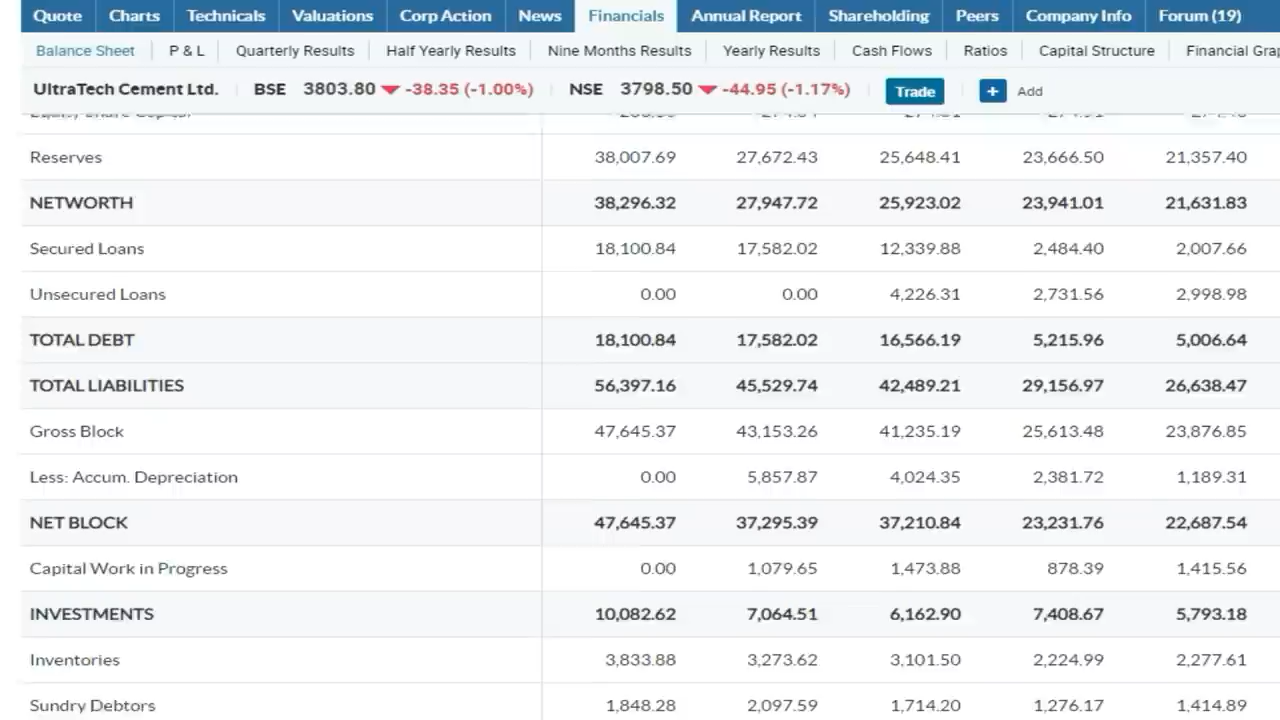 Quote Charts Technicals Valuations Corp Action News Financials Annual Report Shareholding Peers Company Info Forum (19)
Balance Sheet P & L Quarterly Results Half Yearly Results Nine Months Results Yearly Results Cash Flows Ratios Capital Structure Financial
UltraTech Cement Ltd. BSE 3803.80 -38.35 (-1.00%) NSE 3798.50 -44.95 (-1.17%) Trade + Add
Reserves 38,007.69 27,672.43 25,648.41 23,666.50 21,357.40
NETWORTH 38,296.32 27,947.72 25,923.02 23,941.01 21,631.83
Secured Loans 18,100.84 17,582.02 12,339.88 2,484.40 2,007.66
Unsecured Loans 0.00 0.00 4,226.31 2,731.56 2,998.98
TOTAL DEBT 18,100.84 17,582.02 16,566.19 5,215.96 5,006.64
TOTAL LIABILITIES 56,397.16 45,529.74 42,489.21 29,156.97 26,638.47
Gross Block 47,645.37 43,153.26 41,235.19 25,613.48 23,876.85
Less: Accum. Depreciation 0.00 5,857.87 4,024.35 2,381.72 1,189.31
NET BLOCK 47,645.37 37,295.39 37,210.84 23,231.76 22,687.54
Capital Work in Progress 0.00 1,079.65 1,473.88 878.39 1,415.56
INVESTMENTS 10,082.62 7,064.51 6,162.90 7,408.67 5,793.18
Inventories 3,833.88 3,273.62 3,101.50 2,224.99 2,277.61
Sundry Debtors 1,848.28 2,097.59 1,714.20 1,276.17 1,414.89